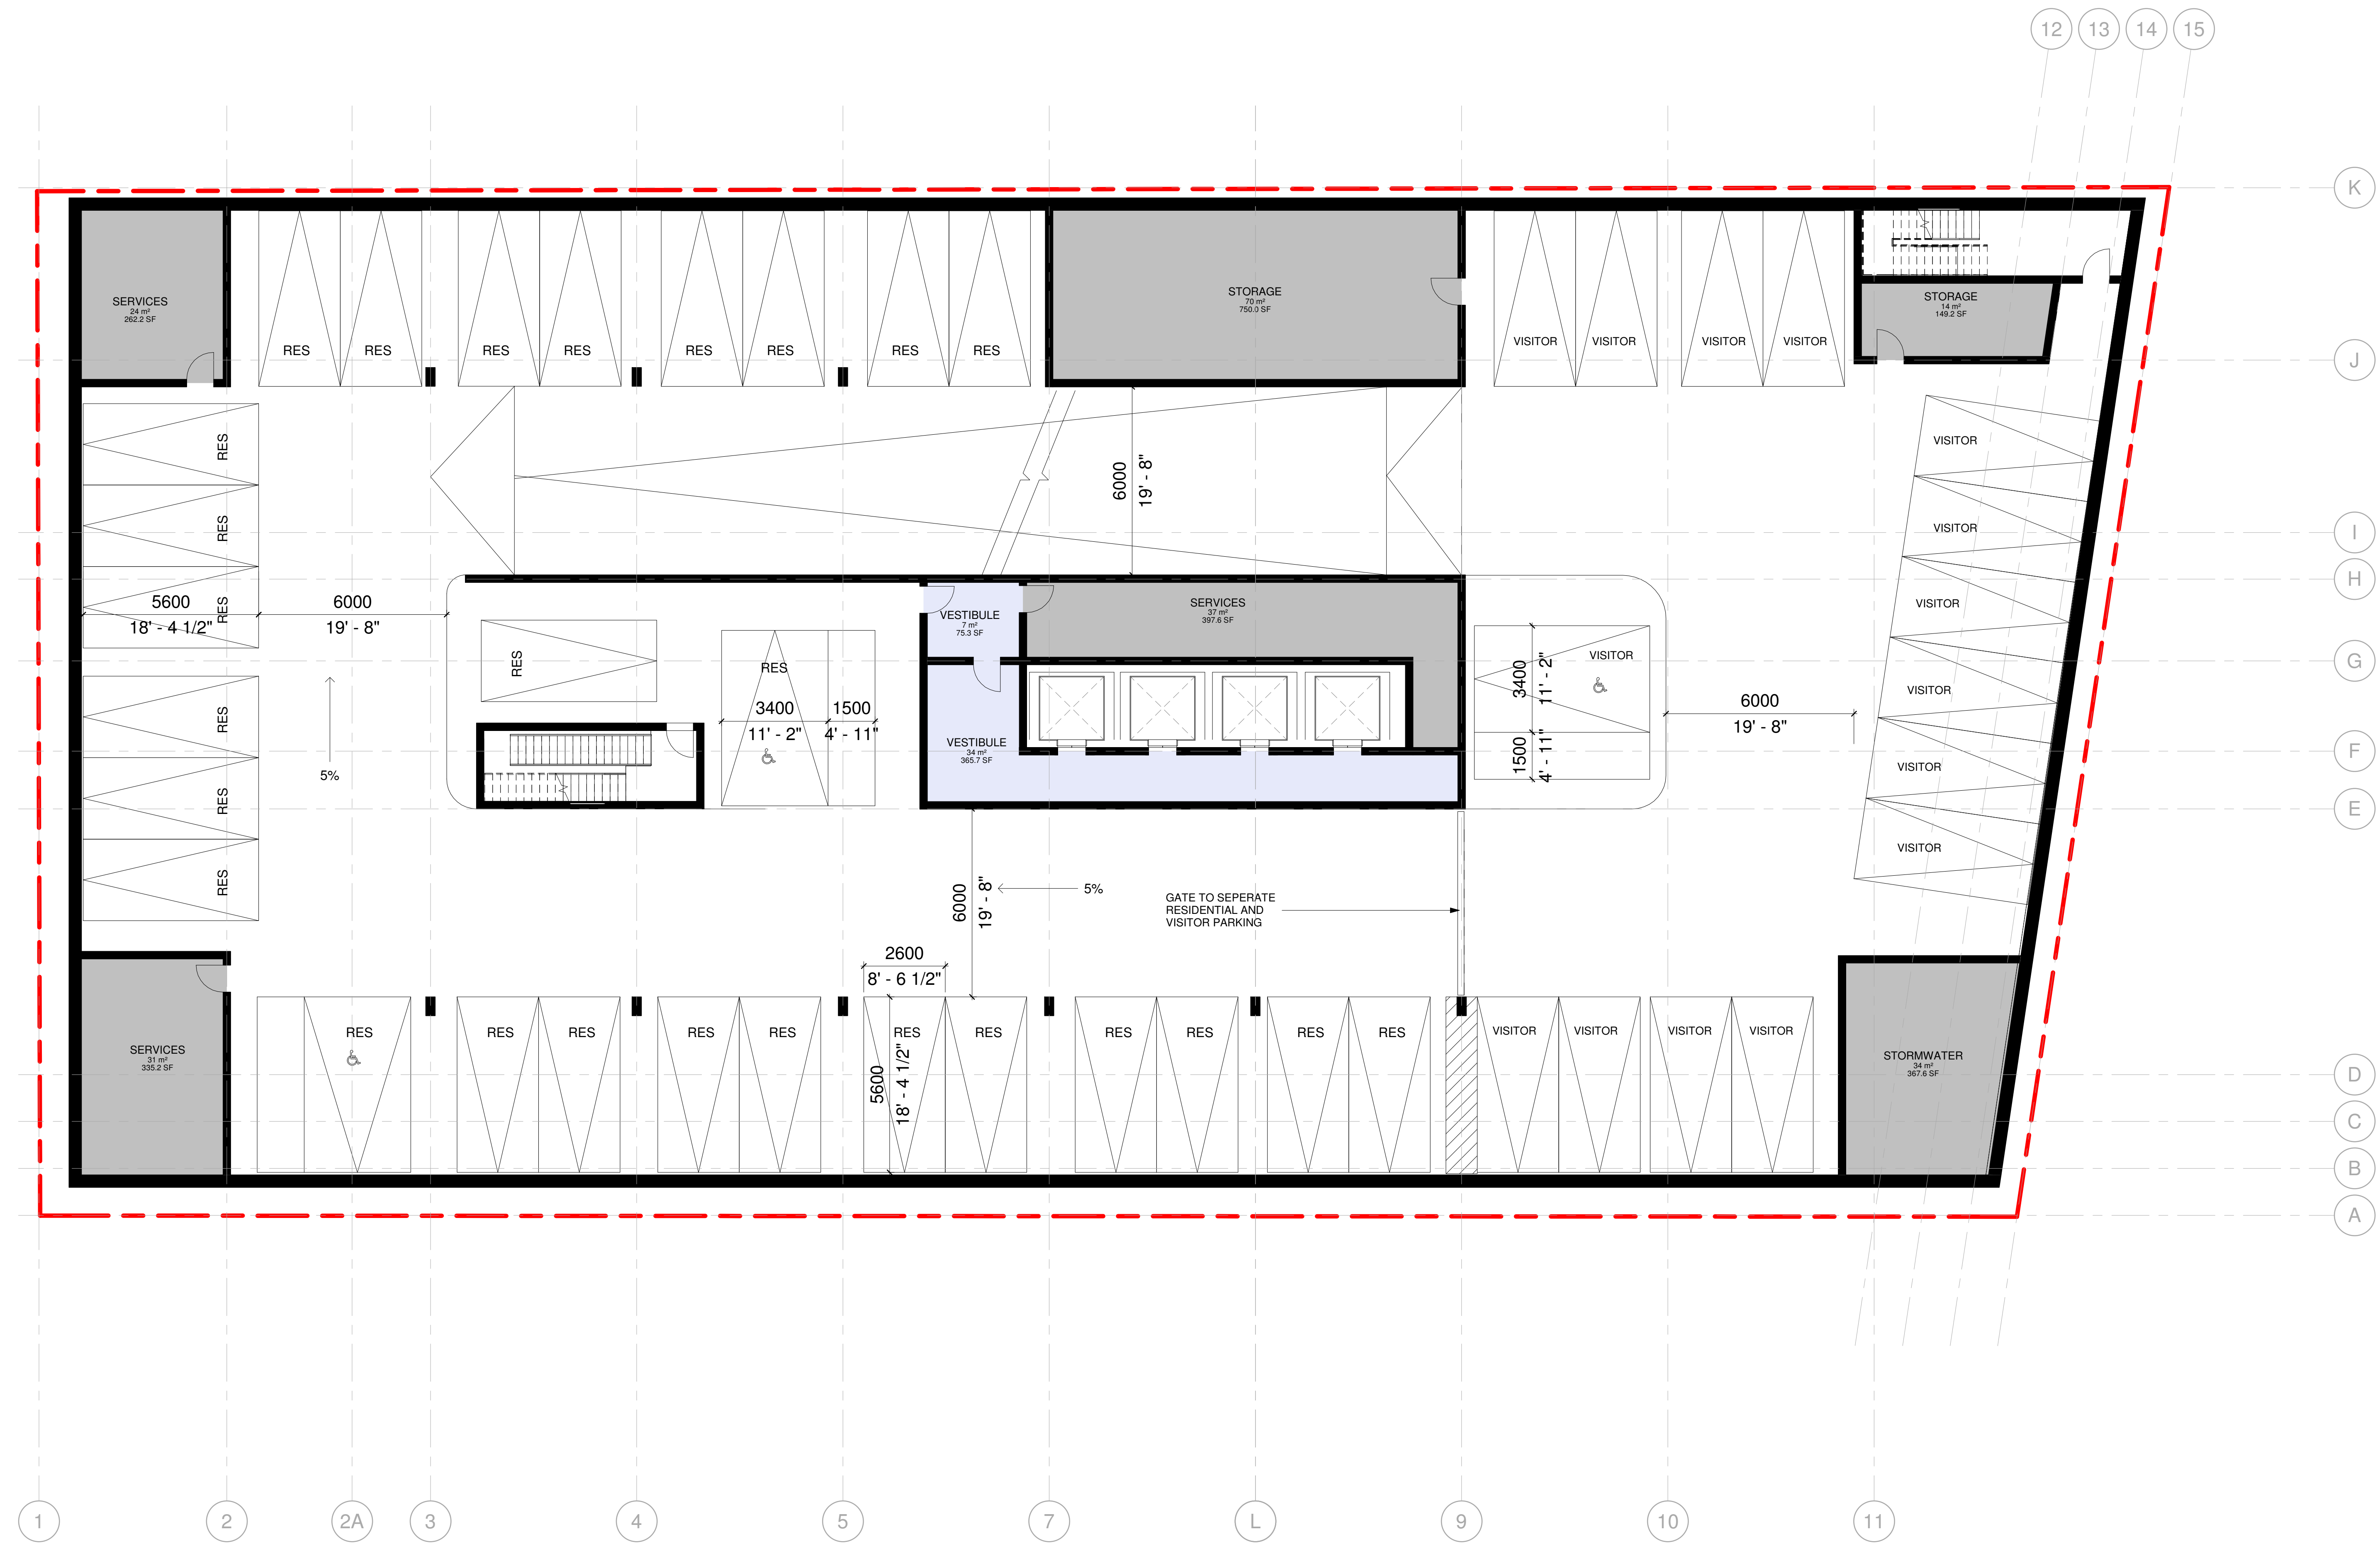 12
13
14
15
K
SERVICES
24 m²
262.2 SF
RES
RES
RES
RES
RES
RES
RES
RES
STORAGE
70 m²
750.0 SF
VISITOR
VISITOR
VISITOR
VISITOR
STORAGE
14 m²
149.2 SF
J
RES
RES
RES
5600
18' - 4 1/2"
6000
19' - 8"
6000
19' - 8"
VISITOR
VISITOR
VISITOR
VISITOR
VISITOR
VISITOR
I
H
RES
RES
3400
11' - 2"
1500
4' - 11"
VESTIBULE
7 m²
75.3 SF
SERVICES
37 m²
397.6 SF
VESTIBULE
34 m²
365.7 SF
VISITOR
3400
11' - 2"
1500
4' - 11"
6000
19' - 8"
G
F
E
RES
RES
RES
5%
6000
19' - 8"
5%
GATE TO SEPERATE
RESIDENTIAL AND
VISITOR PARKING
2600
8' - 6 1/2"
5600
18' - 4 1/2"
SERVICES
31 m²
335.2 SF
RES
RES
RES
RES
RES
RES
RES
RES
RES
RES
RES
VISITOR
VISITOR
VISITOR
VISITOR
STORMWATER
34 m²
367.6 SF
D
C
B
A
1
2
2A
3
4
5
7
L
9
10
11